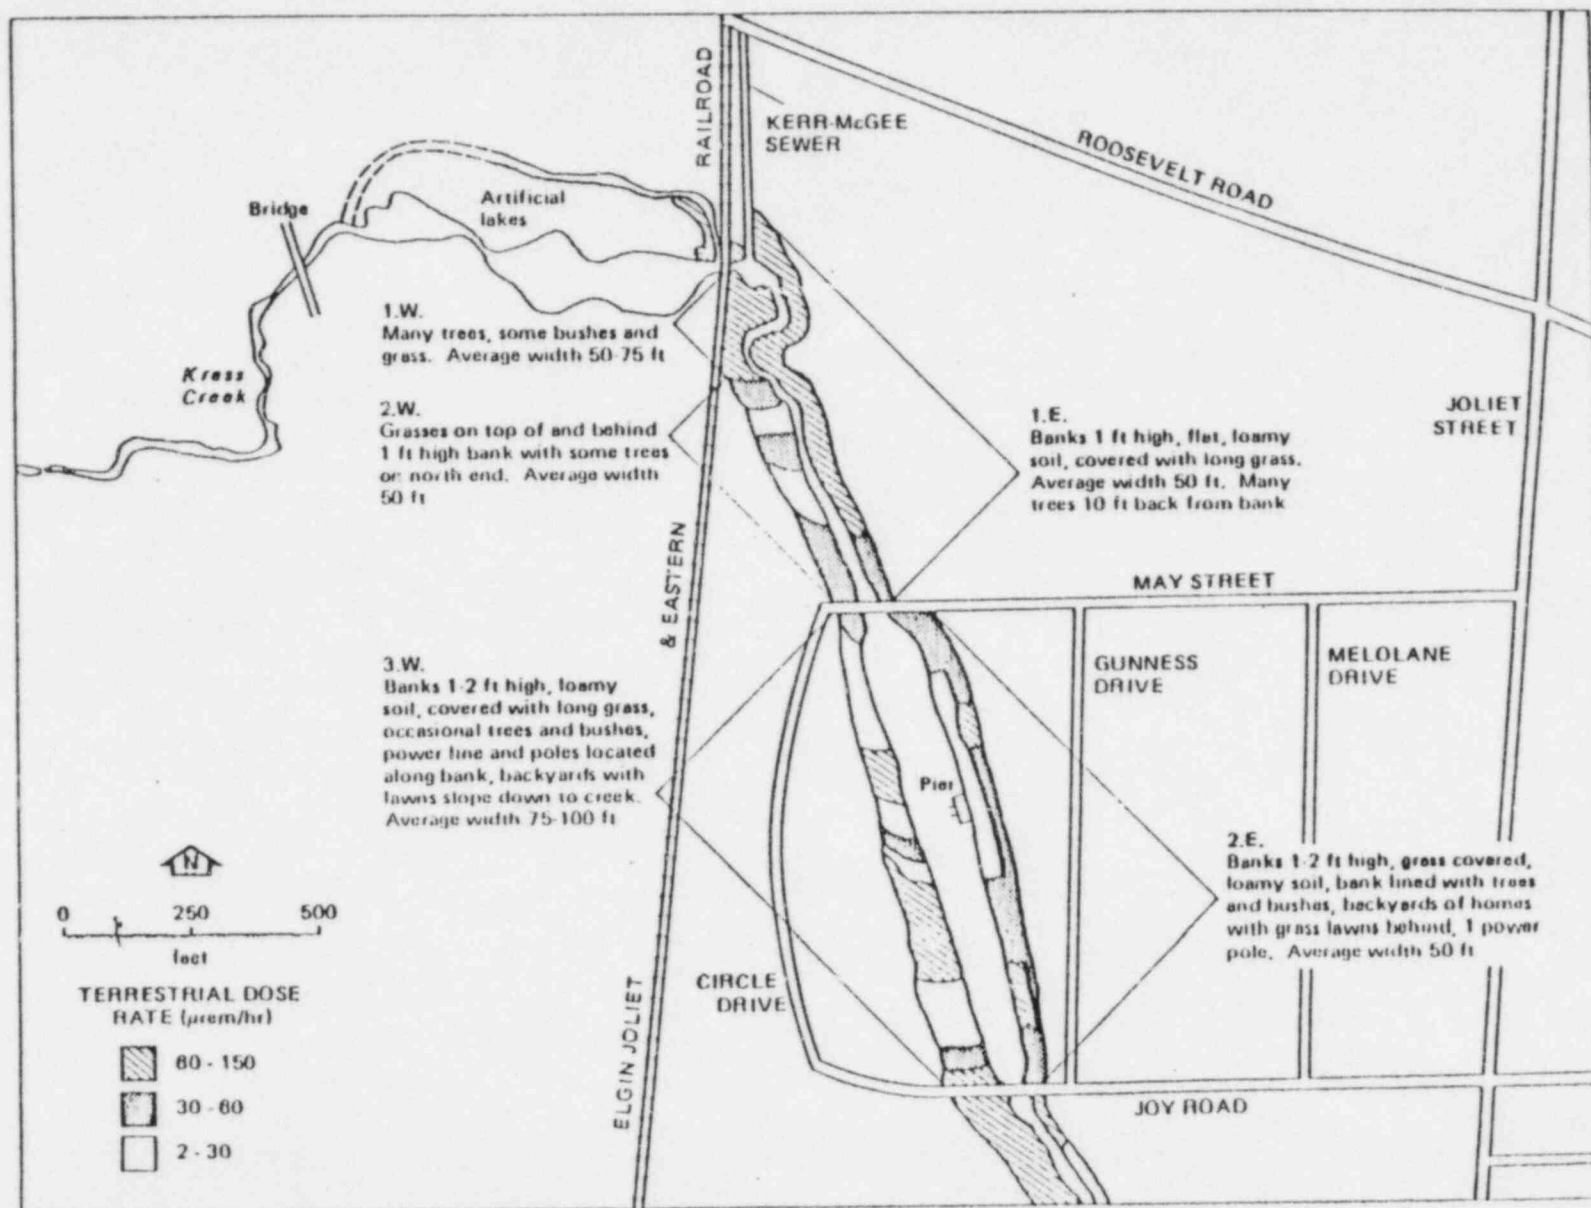 RAILROAD
KERR-McGEE
SEWER
ROOSEVELT ROAD
Artificial
lakes
Bridge
Kress
Creek
1.W.
Many trees, some bushes and
grass. Average width 50-75 ft
2.W.
Grasses on top of and behind
1 ft high bank with some trees
on north end. Average width
50 ft
1.E.
Banks 1 ft high, flat, loamy
soil, covered with long grass.
Average width 50 ft. Many
trees 10 ft back from bank
JOLIET
STREET
& EASTERN
MAY STREET
3.W.
Banks 1-2 ft high, loamy
soil, covered with long grass,
occasional trees and bushes,
power line and poles located
along bank, backyards with
lawns slope down to creek.
Average width 75-100 ft
GUNNESS
DRIVE
MELOLANE
DRIVE
Pier
2.E.
Banks 1-2 ft high, grass covered,
loamy soil, bank lined with trees
and bushes, backyards of homes
with grass lawns behind, 1 power
pole. Average width 50 ft
N
0 250 500
feet
TERRESTRIAL DOSE
RATE (μrem/hr)
60 - 150
30 - 60
2 - 30
CIRCLE
DRIVE
ELGIN JOLIET
JOY ROAD